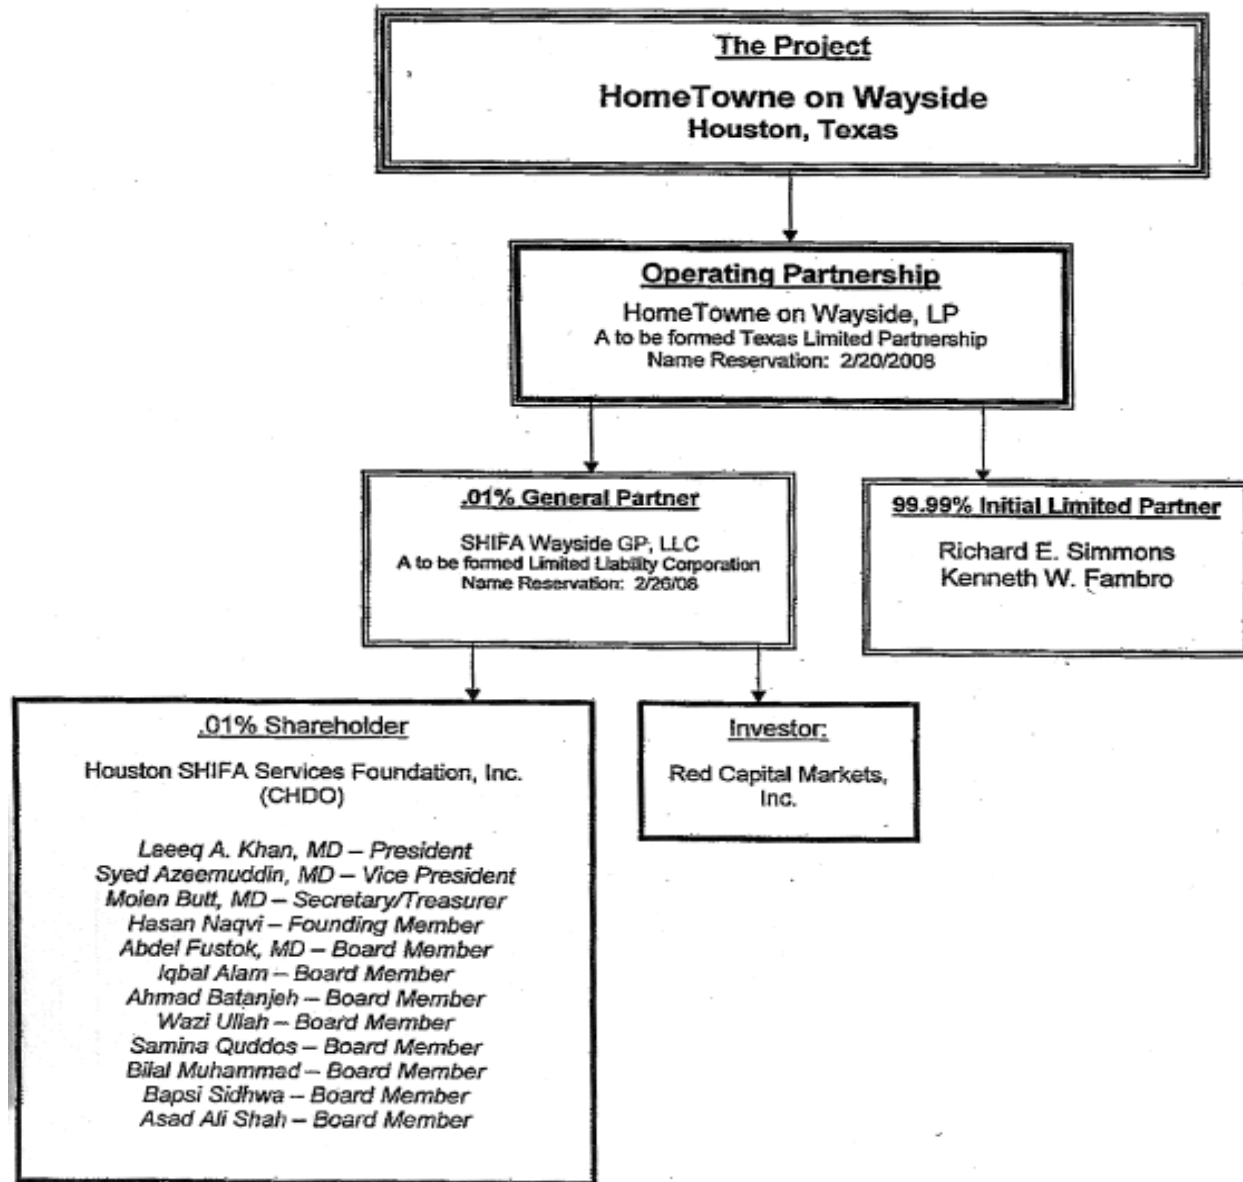 The Project
HomeTowne on Wayside
Houston, Texas
Operating Partnership
HomeTowne on Wayside, LP
A to be formed Texas Limited Partnership
Name Reservation: 2/20/2008
.01% General Partner
SHIFA Wayside GP, LLC
A to be formed Limited Liability Corporation
Name Reservation: 2/26/08
99.99% Initial Limited Partner
Richard E. Simmons
Kenneth W. Fambro
.01% Shareholder
Houston SHIFA Services Foundation, Inc.
(CHDO)
Laeeq A. Khan, MD – President
Syed Azeemuddin, MD – Vice President
Moien Butt, MD – Secretary/Treasurer
Hasan Naqvi – Founding Member
Abdel Fustok, MD – Board Member
Iqbal Alam – Board Member
Ahmad Batanjeh – Board Member
Wazi Ullah – Board Member
Samina Quddos – Board Member
Bilal Muhammad – Board Member
Bapsi Sidhwa – Board Member
Asad Ali Shah – Board Member
Investor:
Red Capital Markets,
Inc.